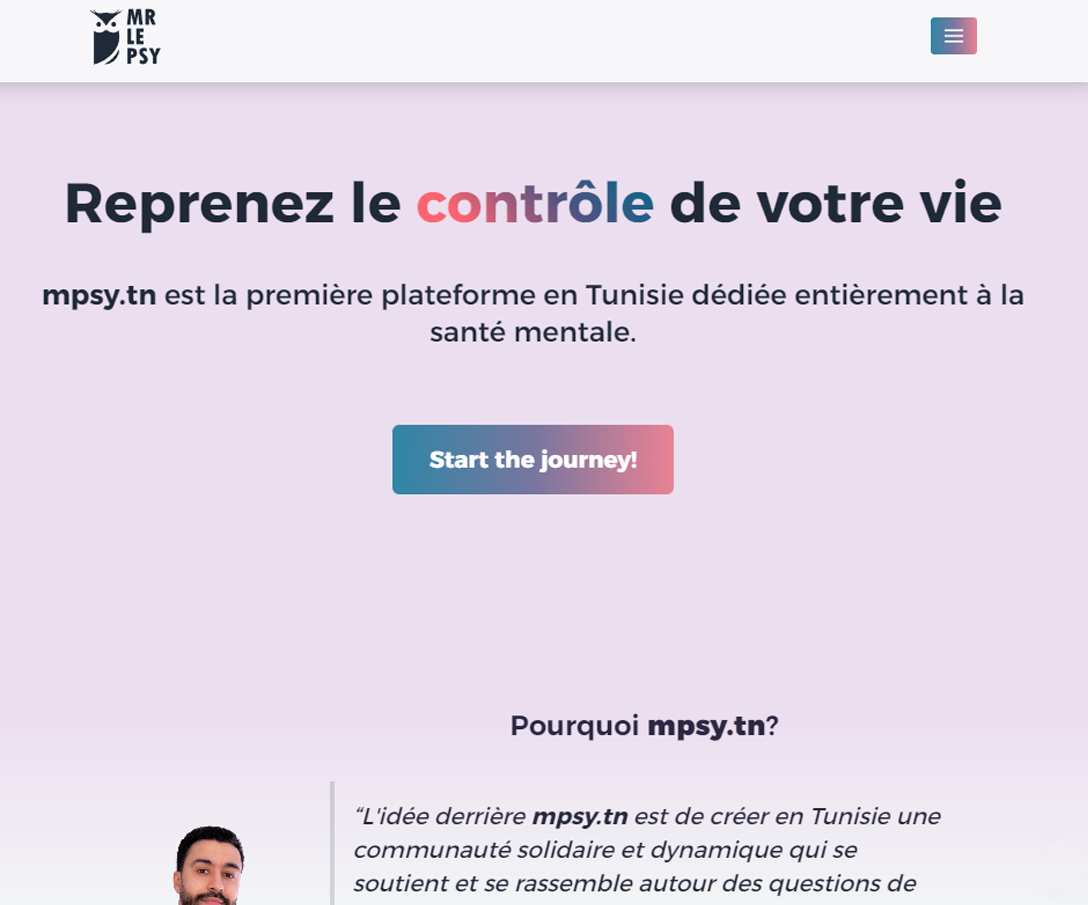 MR
LE
PSY
Reprenez le contrôle de votre vie
mpsy.tn est la première plateforme en Tunisie dédiée entièrement à la
santé mentale.
Start the journey!
Pourquoi mpsy.tn?
“L'idée derrière mpsy.tn est de créer en Tunisie une
communauté solidaire et dynamique qui se
soutient et se rassemble autour des questions de